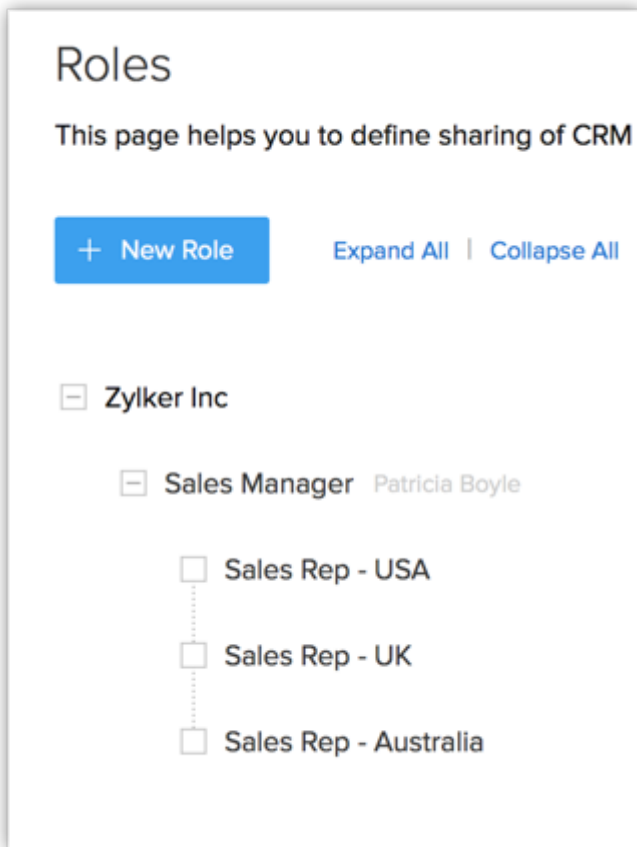 Roles
This page helps you to define sharing of CRM
+ New Role Expand All | Collapse All
Zylker Inc
Sales Manager Patricia Boyle
Sales Rep - USA
Sales Rep - UK
Sales Rep - Australia